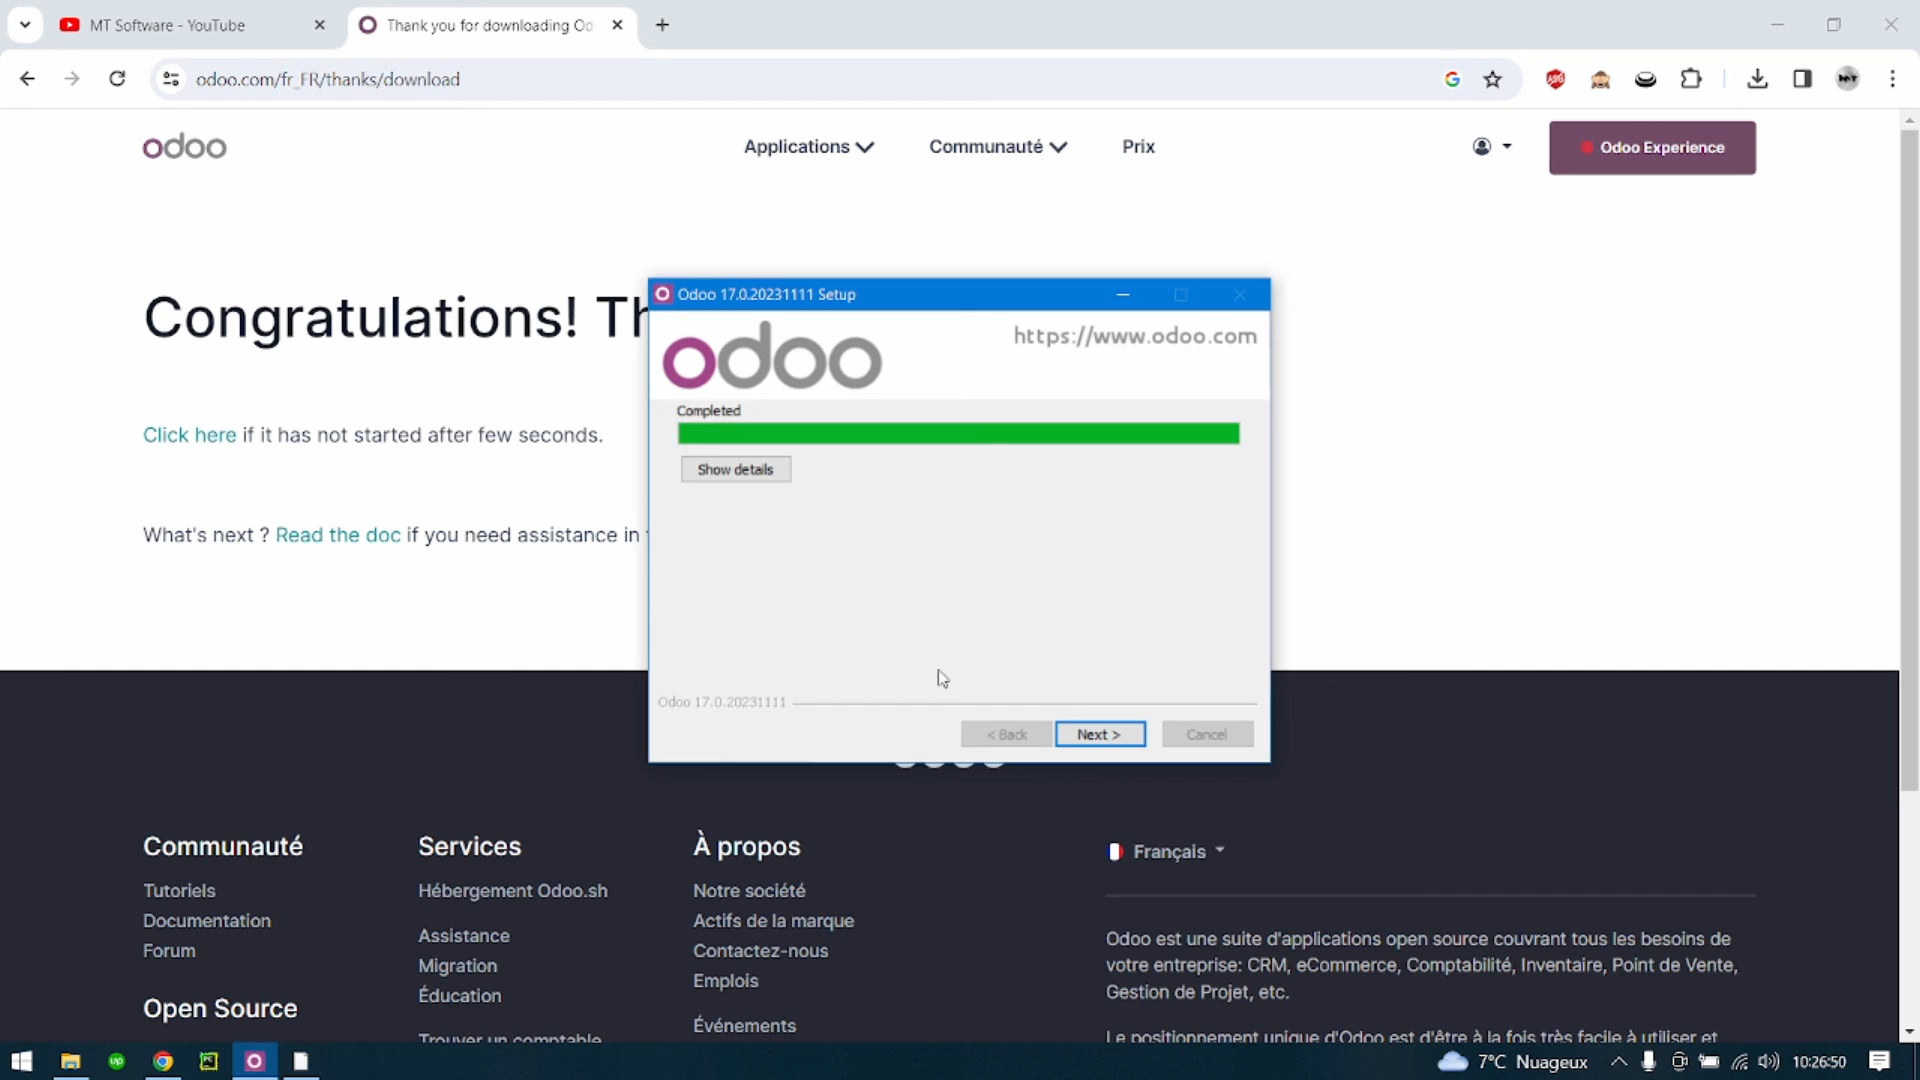 MT Software - YouTube
Thank you for downloading Od
odoo.com/fr_FR/thanks/download
odoo
Applications
Communauté
Prix
Odoo Experience
Congratulations! Th
Click here if it has not started after few seconds.
What's next ? Read the doc if you need assistance in
Odoo 17.0.20231111 Setup
odoo
https://www.odoo.com
Completed
Show details
Odoo 17.0.20231111
< Back
Next >
Cancel
Communauté
Tutoriels
Documentation
Forum
Open Source
Services
Hébergement Odoo.sh
Assistance
Migration
Éducation
Trouver un comptable
À propos
Notre société
Actifs de la marque
Contactez-nous
Emplois
Événements
Français
Odoo est une suite d'applications open source couvrant tous les besoins de
votre entreprise: CRM, eCommerce, Comptabilité, Inventaire, Point de Vente,
Gestion de Projet, etc.
Le positionnement unique d'Odoo est d'être à la fois très facile à utiliser et
7°C Nuageux
10:26:50